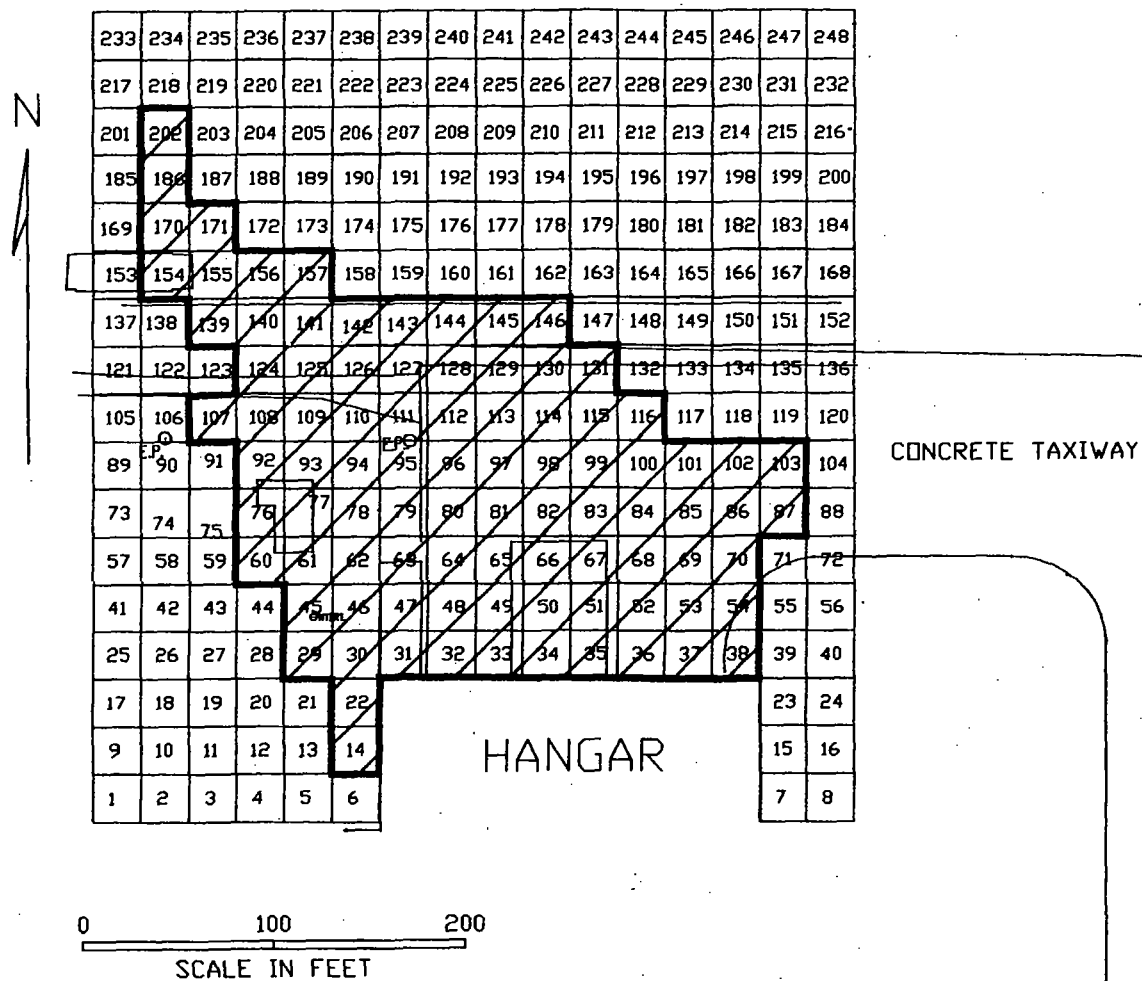 233 234 235 236 237 238 239 240 241 242 243 244 245 246 247 248
217 218 219 220 221 222 223 224 225 226 227 228 229 230 231 232
N
201 202 203 204 205 206 207 208 209 210 211 212 213 214 215 216
185 186 187 188 189 190 191 192 193 194 195 196 197 198 199 200
169 170 171 172 173 174 175 176 177 178 179 180 181 182 183 184
153 154 155 156 157 158 159 160 161 162 163 164 165 166 167 168
137 138 139 140 141 142 143 144 145 146 147 148 149 150 151 152
121 122 123 124 125 126 127 128 129 130 131 132 133 134 135 136
105 106 107 108 109 110 111 112 113 114 115 116 117 118 119 120
E.P. E.P.
CONCRETE TAXIWAY
89 90 91 92 93 94 95 96 97 98 99 100 101 102 103 104
73 74 75 76 77 78 79 80 81 82 83 84 85 86 87 88
57 58 59 60 61 62 63 64 65 66 67 68 69 70 71 72
41 42 43 44 45 46 47 48 49 50 51 52 53 54 55 56
25 26 27 28 29 30 31 32 33 34 35 36 37 38 39 40
17 18 19 20 21 22 23 24
9 10 11 12 13 14 15 16
HANGAR
1 2 3 4 5 6 7 8
0 100 200
SCALE IN FEET